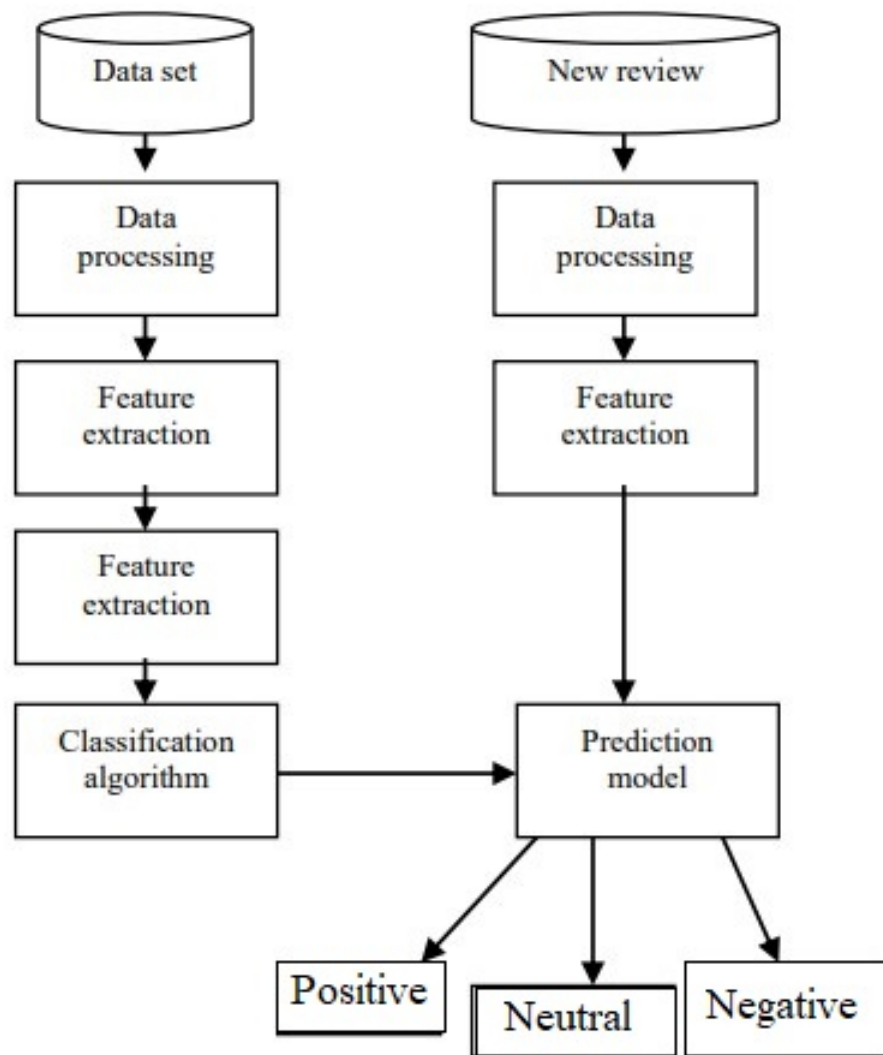 Data set
New review
Data
processing
Data
processing
Feature
extraction
Feature
extraction
Feature
extraction
Classification
algorithm
Prediction
model
Positive
Neutral
Negative